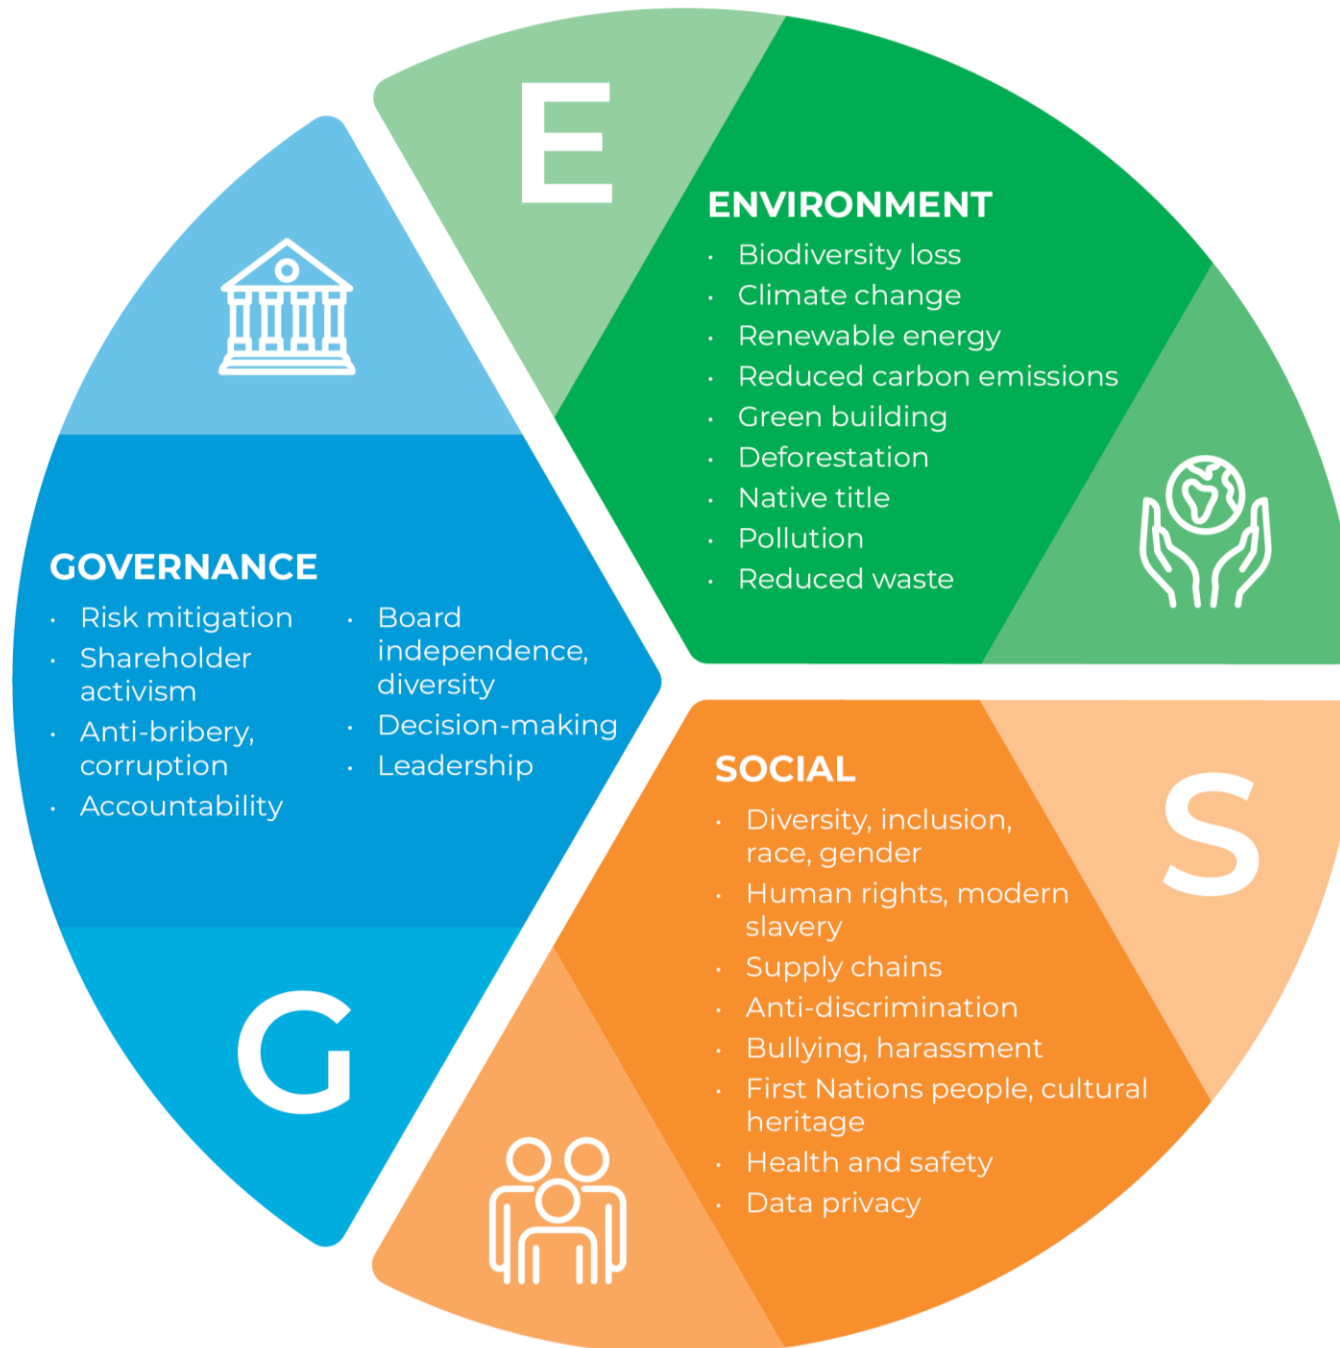 E
ENVIRONMENT
· Biodiversity loss
· Climate change
· Renewable energy
· Reduced carbon emissions
· Green building
· Deforestation
· Native title
· Pollution
· Reduced waste
S
SOCIAL
· Diversity, inclusion,
race, gender
· Human rights, modern
slavery
· Supply chains
· Anti-discrimination
· Bullying, harassment
· First Nations people, cultural
heritage
· Health and safety
· Data privacy
GOVERNANCE
· Risk mitigation
· Shareholder
activism
· Anti-bribery,
corruption
· Accountability
· Board
independence,
diversity
· Decision-making
· Leadership
G